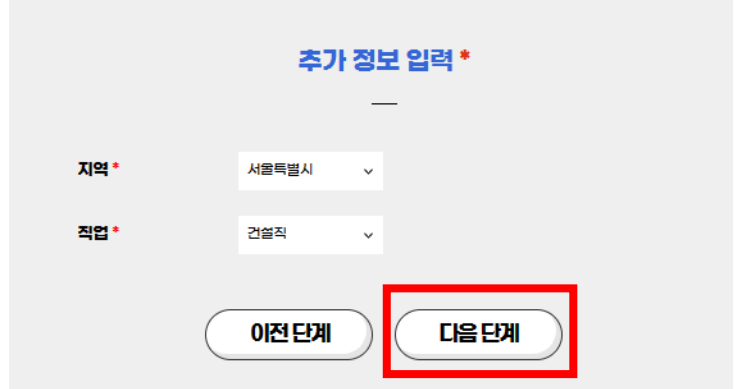 추가 정보 입력 *
지역 * 서울특별시
직업 * 건설직
이전 단계 다음 단계